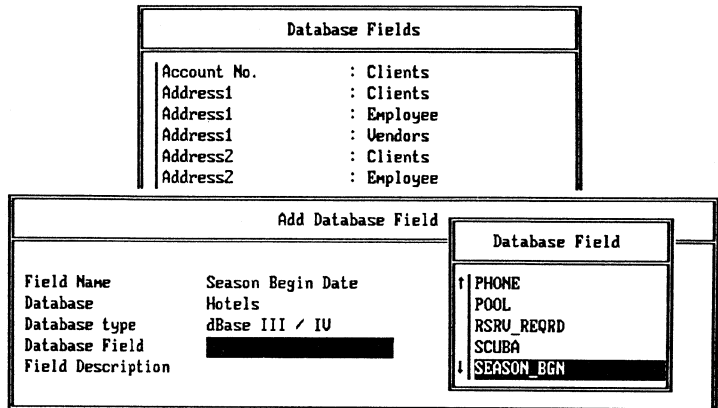 Database Fields
Account No. : Clients
Address1 : Clients
Address1 : Employee
Address1 : Vendors
Address2 : Clients
Address2 : Employee
Add Database Field
Field Name Season Begin Date
Database Hotels
Database type dBase III / IV
Database Field
Field Description
Database Field
↑ PHONE
POOL
RSRV_REQRD
SCUBA
↓ SEASON_BGN